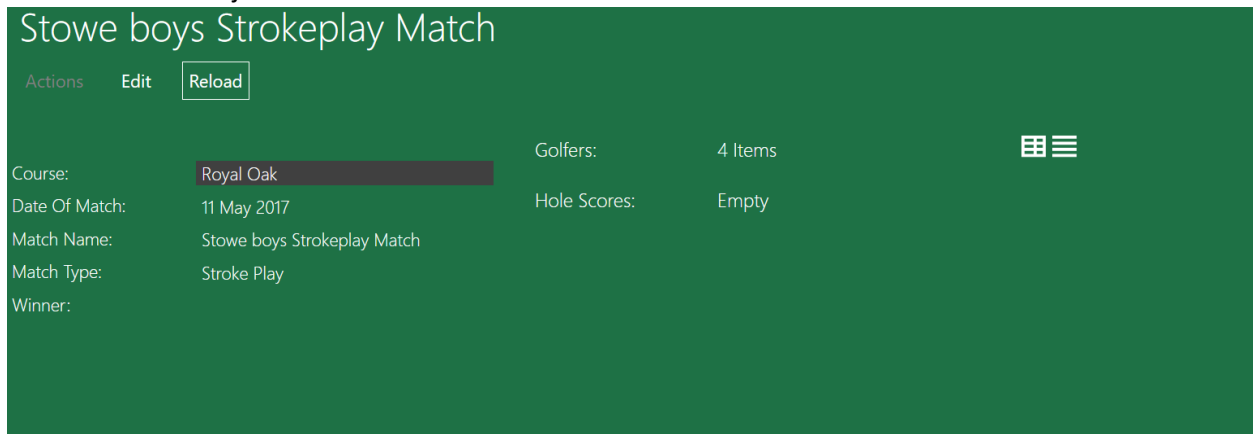 Stowe boys Strokeplay Match
Actions Edit Reload
Course: Royal Oak
Date Of Match: 11 May 2017
Match Name: Stowe boys Strokeplay Match
Match Type: Stroke Play
Winner:
Golfers: 4 Items
Hole Scores: Empty